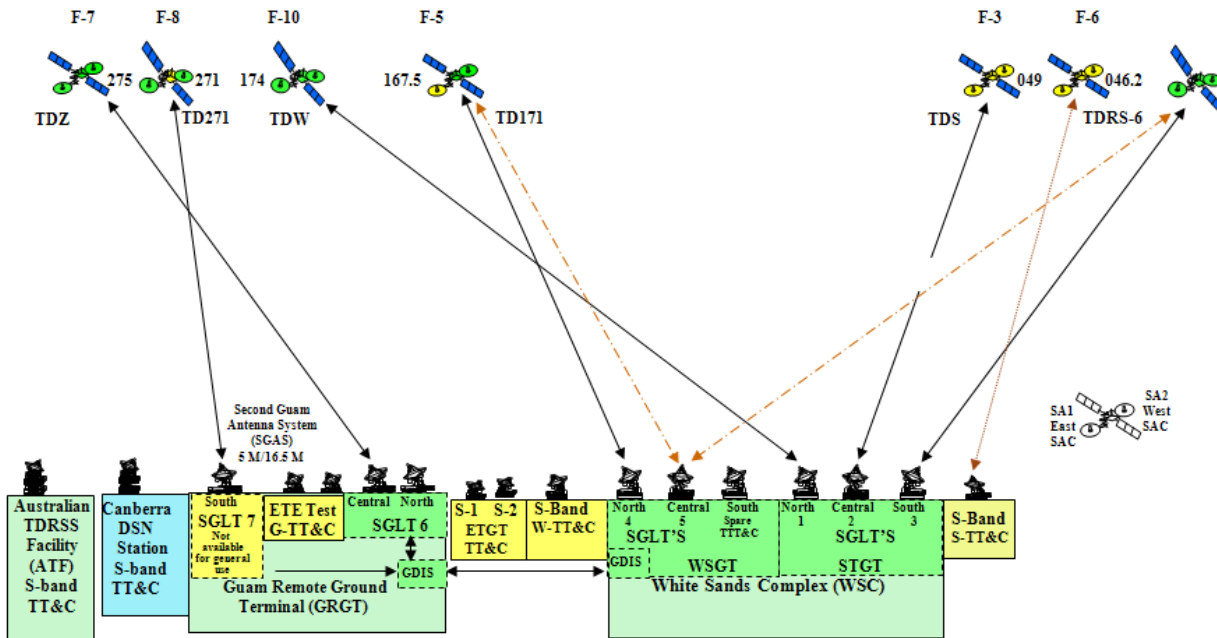 F-7
F-8
F-10
F-5
F-3
F-6
275
271
174
167.5
049
046.2
TDZ
TD271
TDW
TD171
TDS
TDRS-6
Second Guam
Antenna System
(SGAS)
5 M/16.5 M
SA1
East
SAC
SA2
West
SAC
Australian
TDRSS
Facility
(ATF)
S-band
TT&C
Canberra
DSN
Station
S-band
TT&C
South
SGLT 7
Not
available
for general
use
ETE Test
G-TT&C
Central North
SGLT 6
GDIS
Guam Remote Ground
Terminal (GRGT)
S-1 S-2
ETGT
TT&C
S-Band
W-TT&C
North
4
Central
5
South
Spare
TTT&C
SGLT'S
GDIS
WSGT
North
1
Central
2
South
3
SGLT'S
STGT
White Sands Complex (WSC)
S-Band
S-TT&C